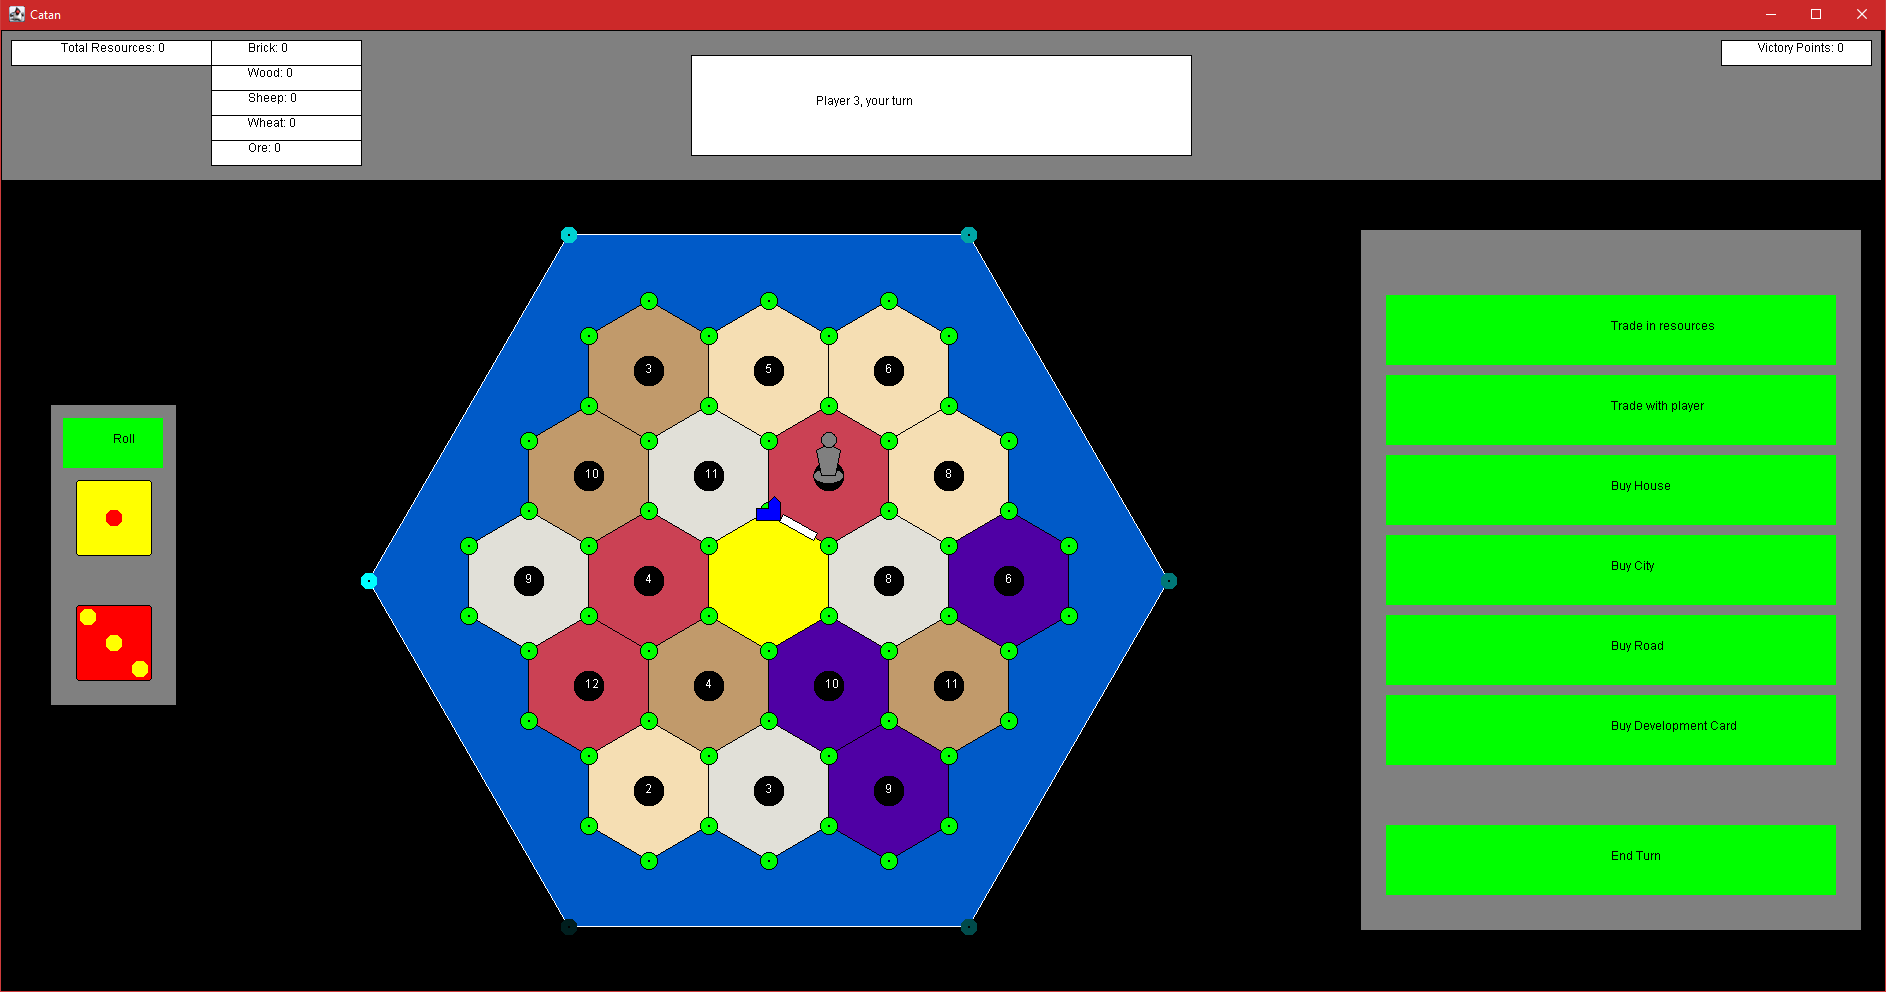 Catan
Total Resources: 0
Brick: 0
Wood: 0
Sheep: 0
Wheat: 0
Ore: 0
Player 3, your turn
Victory Points: 0
Roll
3
5
6
10
11
8
9
4
8
6
12
4
10
11
2
3
9
Trade in resources
Trade with player
Buy House
Buy City
Buy Road
Buy Development Card
End Turn